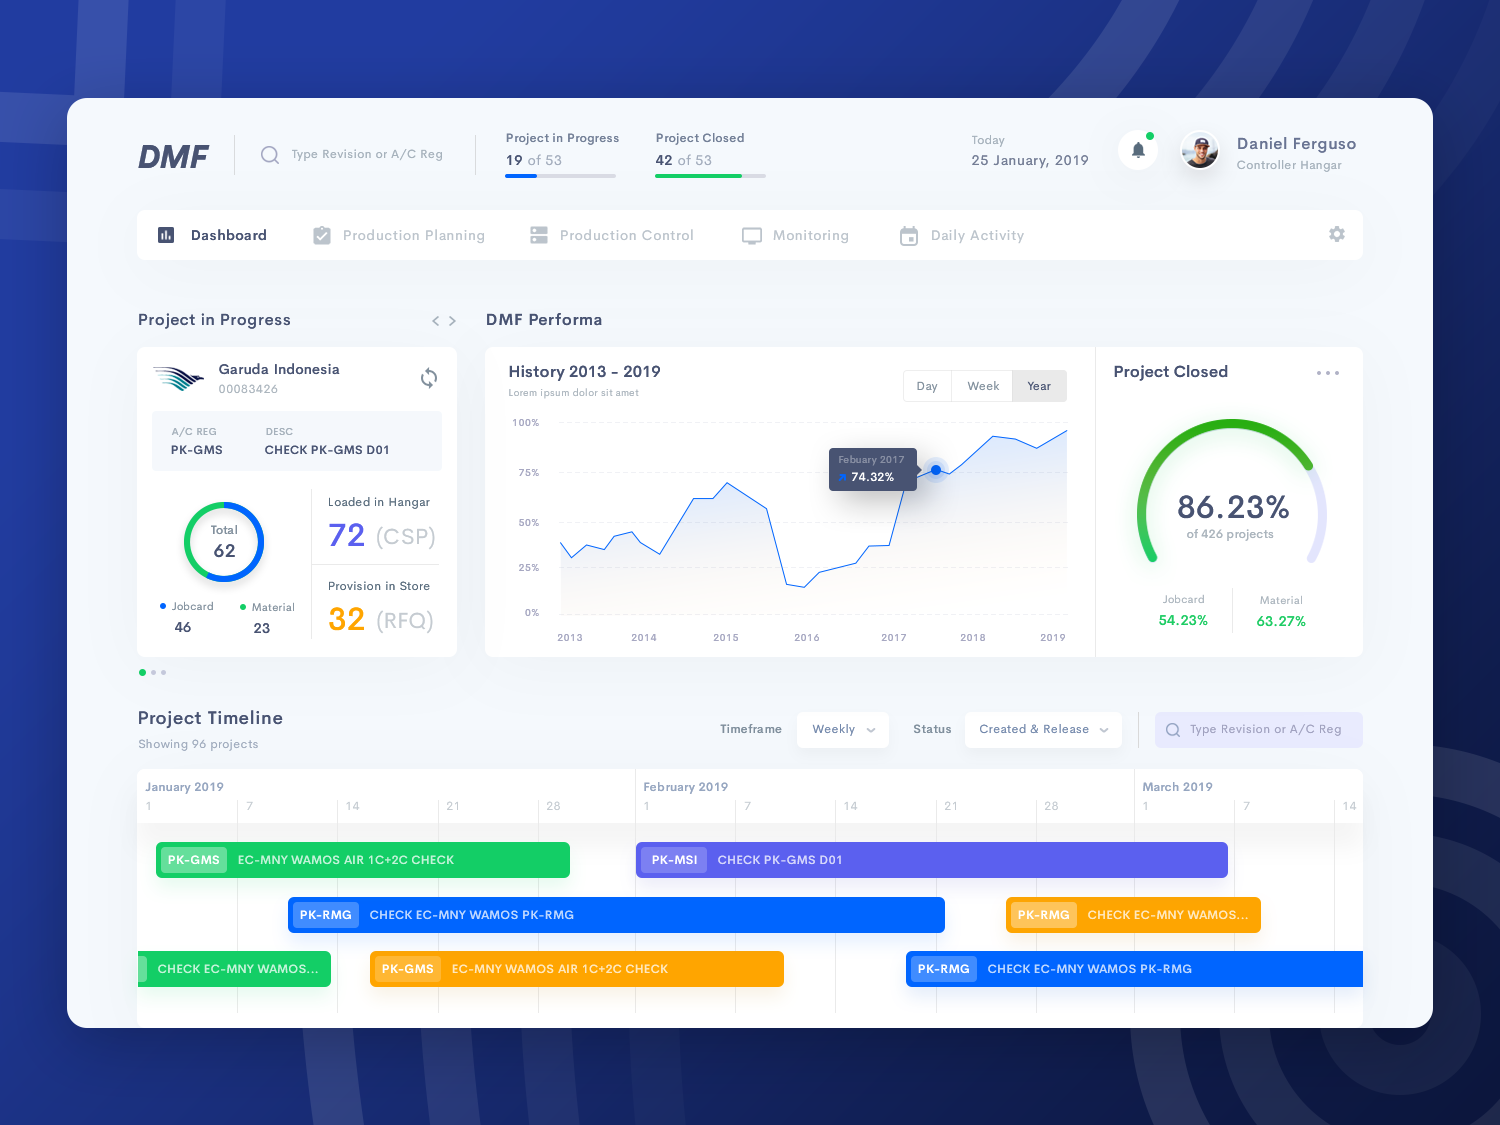 DMF
Type Revision or A/C Reg
Project in Progress
19 of 53
Project Closed
42 of 53
Today
25 January, 2019
Daniel Ferguso
Controller Hangar
Dashboard
Production Planning
Production Control
Monitoring
Daily Activity
Project in Progress
< >
DMF Performa
Garuda Indonesia
00083426
A/C REG
PK-GMS
DESC
CHECK PK-GMS D01
Total
62
Jobcard
46
Material
23
Loaded in Hangar
72 (CSP)
Provision in Store
32 (RFQ)
History 2013 - 2019
Lorem ipsum dolor sit amet
Day
Week
Year
100%
75%
50%
25%
0%
Febuary 2017
74.32%
2013
2014
2015
2016
2017
2018
2019
Project Closed
86.23%
of 426 projects
Jobcard
54.23%
Material
63.27%
Project Timeline
Showing 96 projects
Timeframe
Weekly
Status
Created & Release
Type Revision or A/C Reg
January 2019
February 2019
March 2019
1 7 14 21 28 1 7 14 21 28 1 7 14
PK-GMS EC-MNY WAMOS AIR 1C+2C CHECK
PK-MSI CHECK PK-GMS D01
PK-RMG CHECK EC-MNY WAMOS PK-RMG
PK-RMG CHECK EC-MNY WAMOS...
CHECK EC-MNY WAMOS...
PK-GMS EC-MNY WAMOS AIR 1C+2C CHECK
PK-RMG CHECK EC-MNY WAMOS PK-RMG